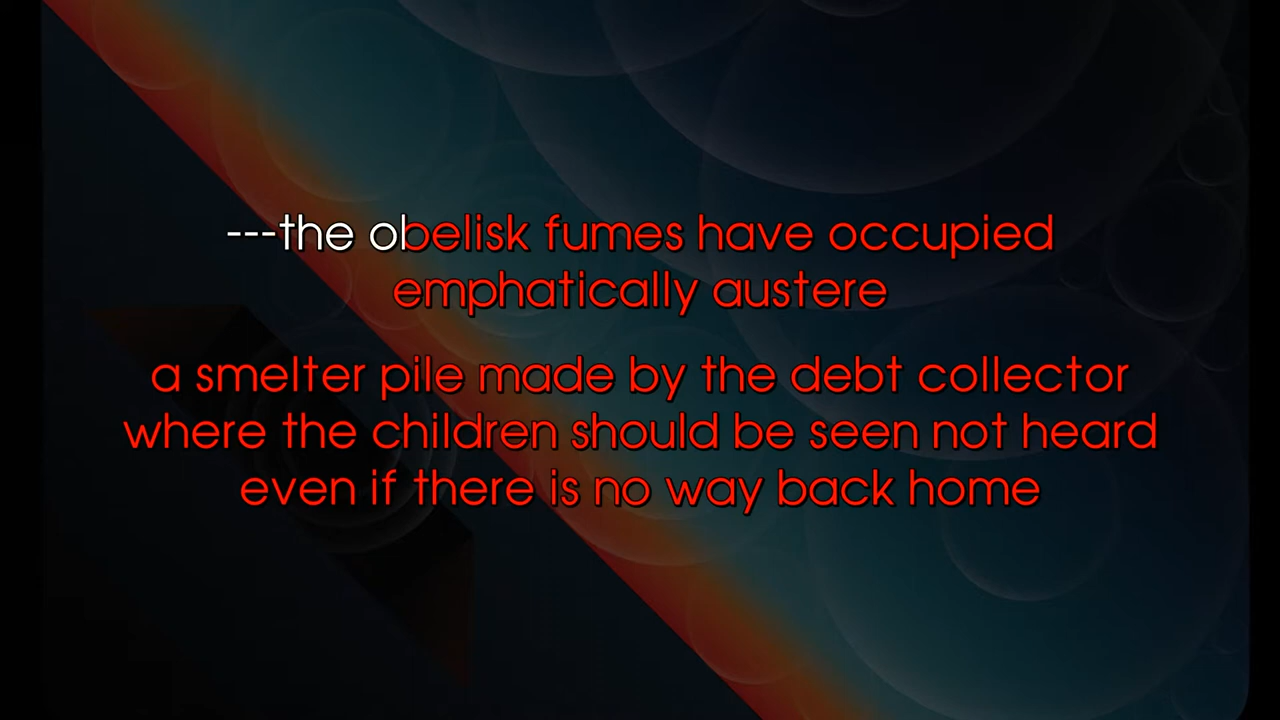 ---the obelisk fumes have occupied
emphatically austere
a smelter pile made by the debt collector
where the children should be seen not heard
even if there is no way back home